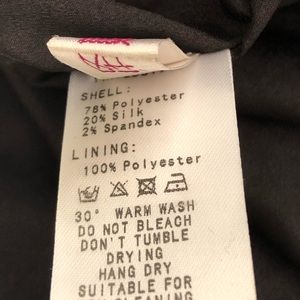 SHELL:
78% Polyester
20% Silk
2% Spandex
LINING:
100% Polyester
30° WARM WASH
DO NOT BLEACH
DON'T TUMBLE
DRYING
HANG DRY
SUITABLE FOR